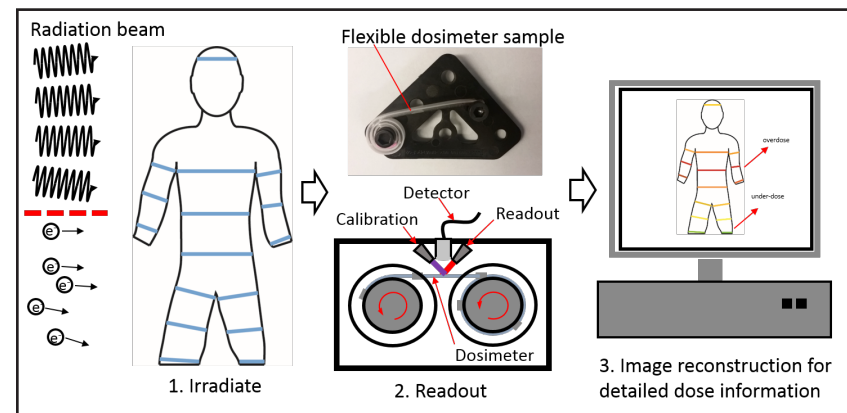 Radiation beam
e⁻
e⁻
e⁻
e⁻
e⁻
1. Irradiate
Flexible dosimeter sample
Detector
Calibration
Readout
Dosimeter
2. Readout
overdose
under-dose
3. Image reconstruction for
detailed dose information